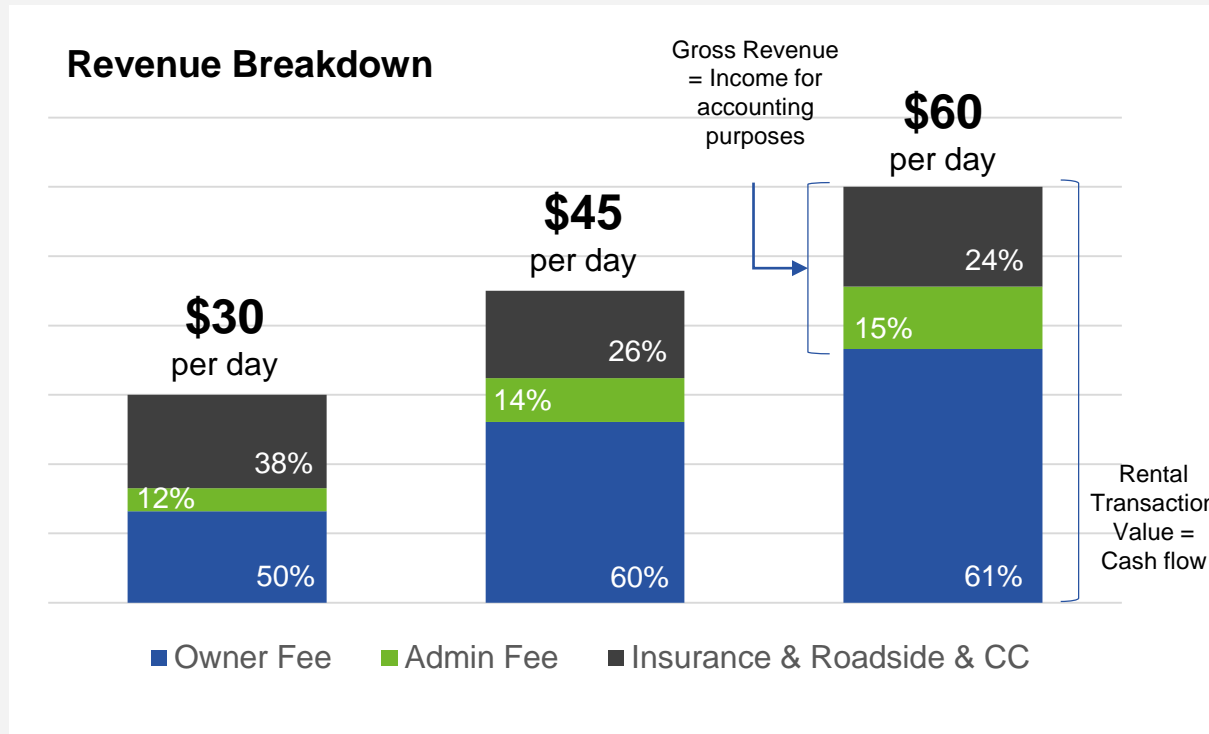 Revenue Breakdown
Gross Revenue
= Income for
accounting
purposes
$60
per day
$45
per day
$30
per day
24%
15%
61%
26%
14%
60%
38%
12%
50%
Rental
Transaction
Value =
Cash flow
Owner Fee
Admin Fee
Insurance & Roadside & CC